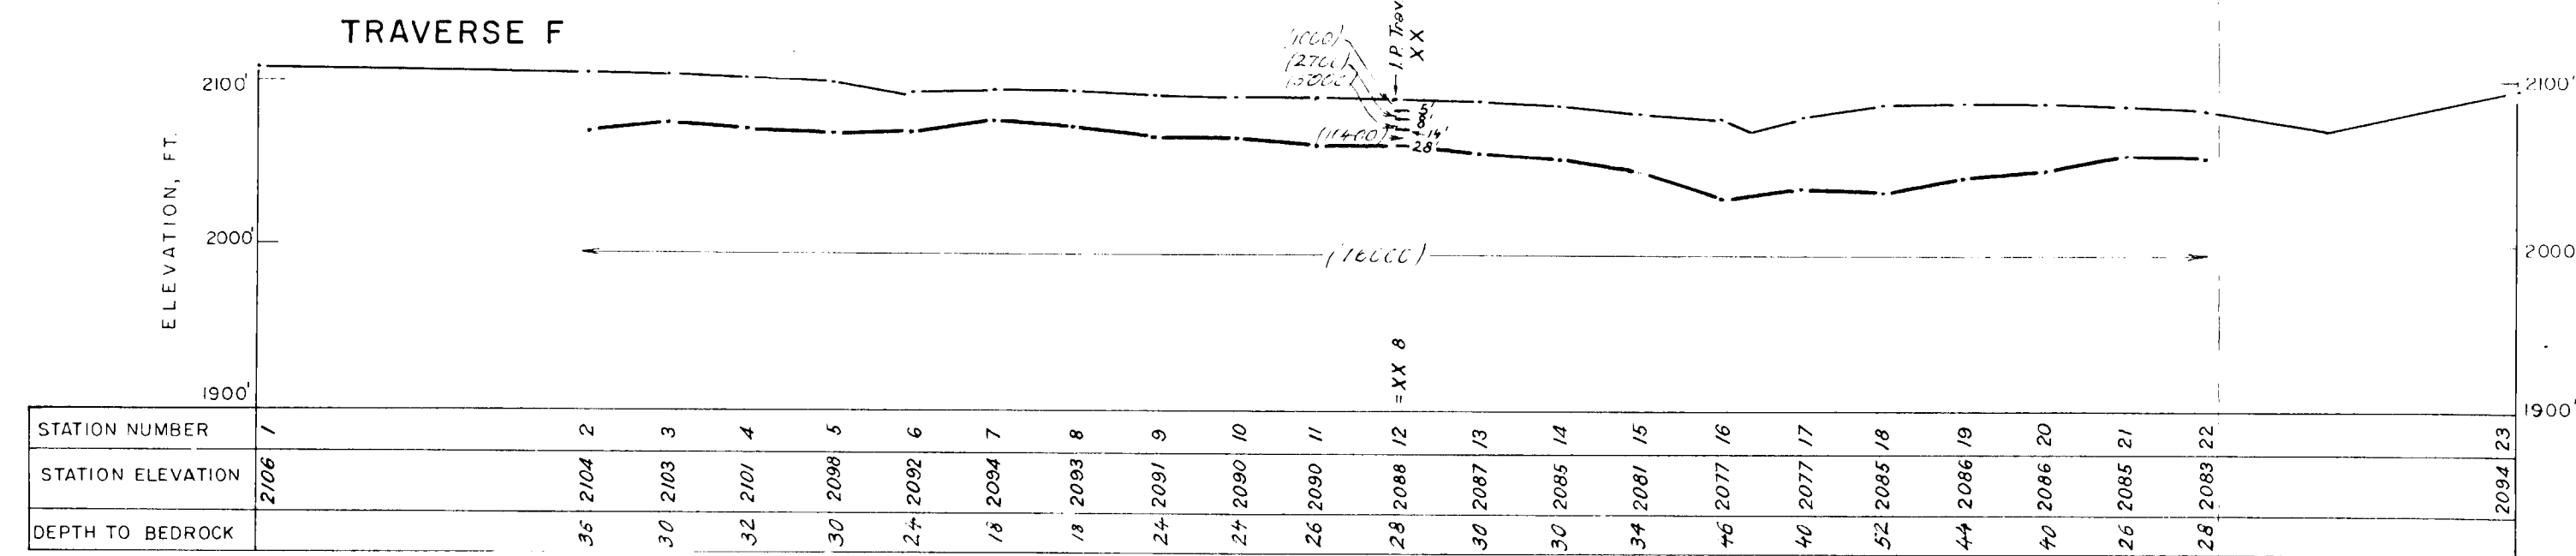 TRAVERSE F
I.P. Trav.
XX
(1000)
(2700)
(5000)
(11400)
5'
8'
8'
14'
28'
2100'
2100'
ELEVATION, FT.
2000'
(16000)
2000
= XX 8
1900'
1900'
STATION NUMBER 1 2 3 4 5 6 7 8 9 10 11 12 13 14 15 16 17 18 19 20 21 22 23
STATION ELEVATION 2106 2104 2103 2101 2098 2092 2094 2093 2091 2090 2090 2088 2087 2085 2081 2077 2077 2085 2086 2086 2085 2083 2094
DEPTH TO BEDROCK 36 30 32 30 24 18 18 24 24 26 28 30 30 34 46 40 52 44 40 26 28